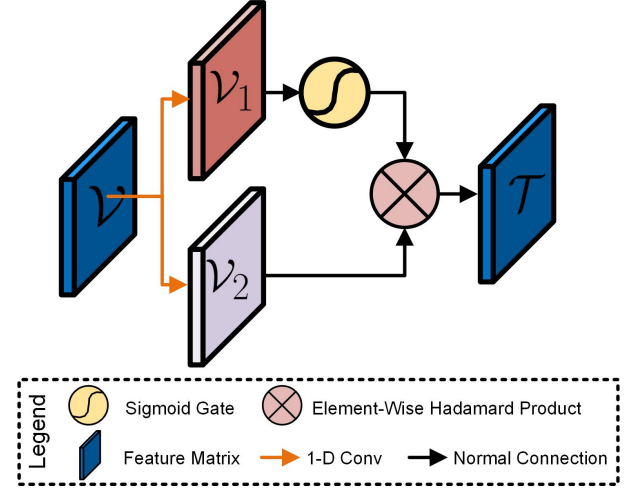 𝒱
𝒱₁
𝒱₂
𝒯
Legend
Sigmoid Gate
Element-Wise Hadamard Product
Feature Matrix
1-D Conv
Normal Connection